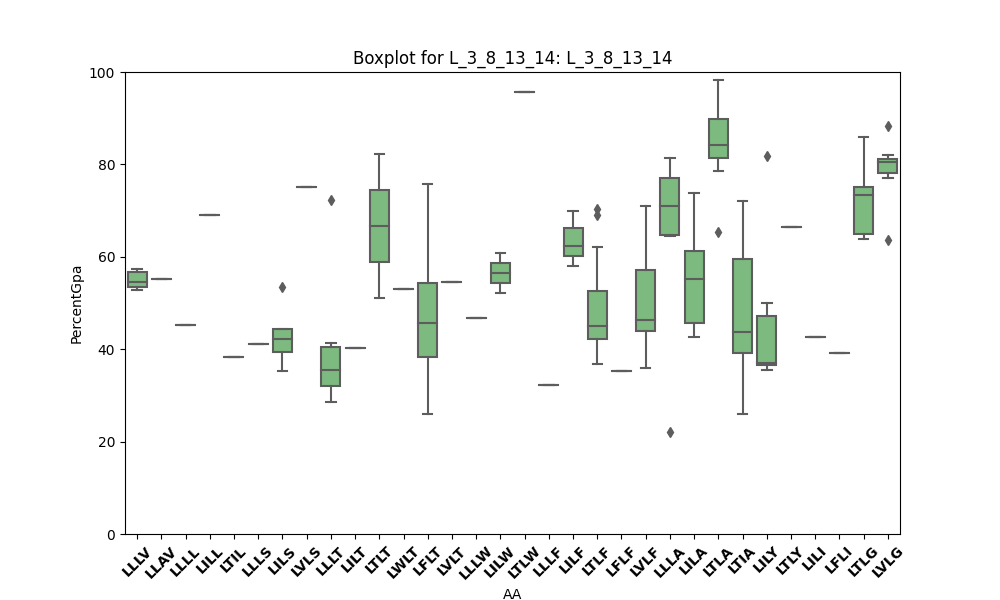 Boxplot for L_3_8_13_14: L_3_8_13_14
PercentGpa
100
80
60
40
20
0
LLLV LLAV LLLL LILL LTIL LLLS LILS LVLS LLLT LILT LTLT LWLT LFLT LVLT LLLW LILW LTLW LLLF LILF LTLF LFLF LVLF LLLA LILA LTLA LTIA LILY LTLY LILI LFLI LTLG LVLG
AA